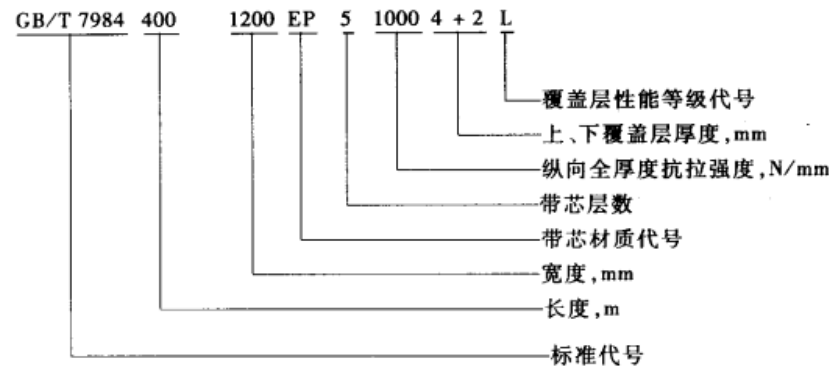 GB/T 7984 400 1200 EP 5 1000 4 + 2 L
覆盖层性能等级代号
上、下覆盖层厚度,mm
纵向全厚度抗拉强度,N/mm
带芯层数
带芯材质代号
宽度,mm
长度,m
标准代号